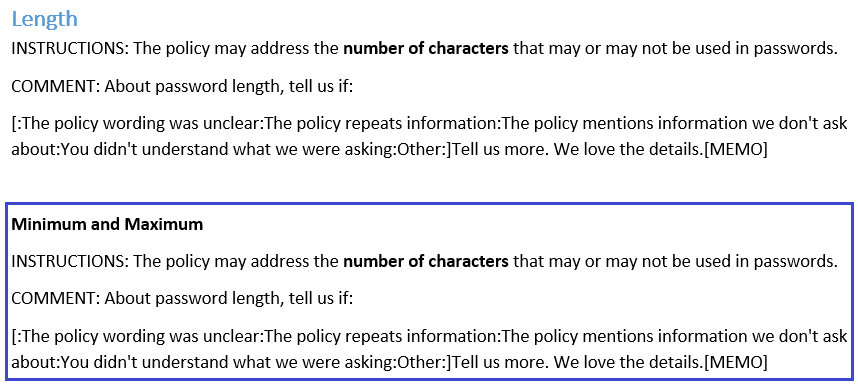 Length
INSTRUCTIONS: The policy may address the number of characters that may or may not be used in passwords.
COMMENT: About password length, tell us if:
[:The policy wording was unclear:The policy repeats information:The policy mentions information we don't ask
about:You didn't understand what we were asking:Other:]Tell us more. We love the details.[MEMO]
Minimum and Maximum
INSTRUCTIONS: The policy may address the number of characters that may or may not be used in passwords.
COMMENT: About password length, tell us if:
[:The policy wording was unclear:The policy repeats information:The policy mentions information we don't ask
about:You didn't understand what we were asking:Other:]Tell us more. We love the details.[MEMO]